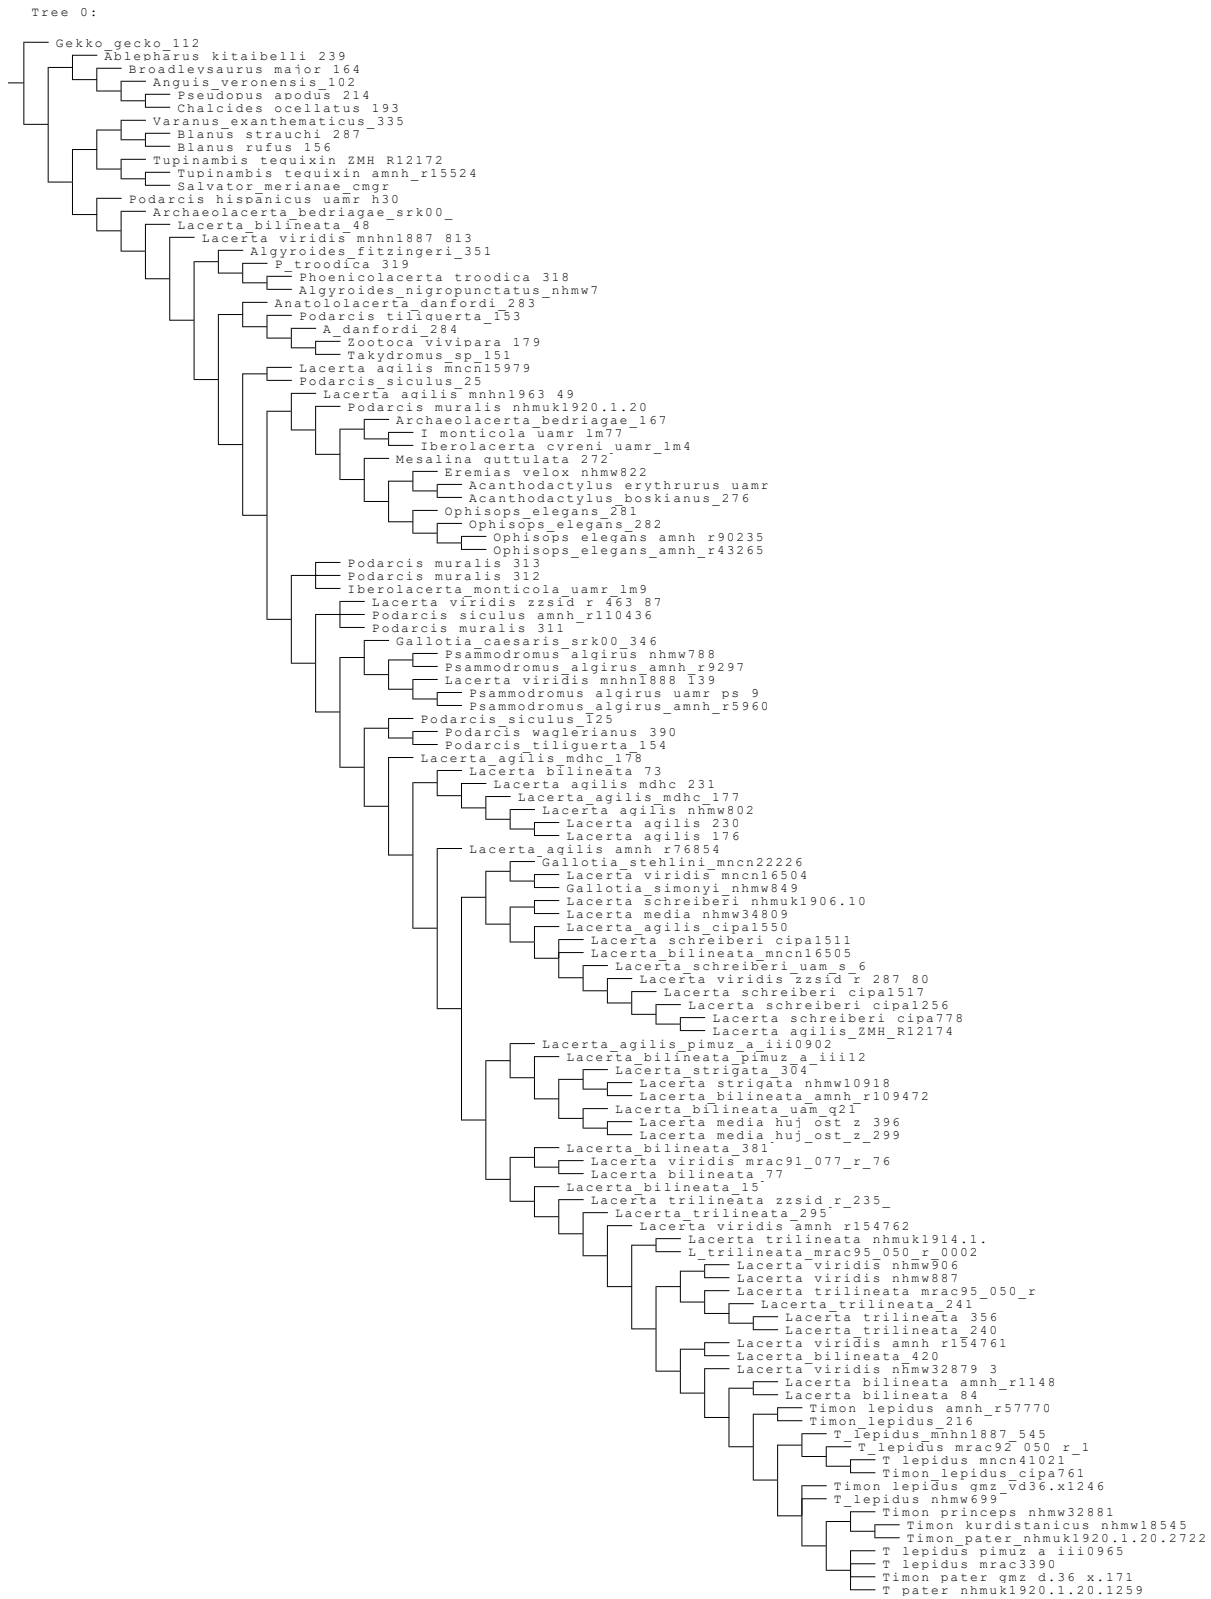 Tree 0:
Gekko_gecko_112
Ablepharus_kitaibelli_239
Broadleysaurus_major_164
Anguis_veronensis_102
Pseudopus_apodus_214
Chalcides_ocellatus_193
Varanus_exanthematicus_335
Blanus_strauchi_287
Blanus_rufus_156
Tupinambis_teguixin_ZMH_R12172
Tupinambis_teguixin_amnh_r15524
Salvator_merianae_cmgr
Podarcis_hispanicus_uamr_h30
Archaeolacerta_bedriagae_srk00_
Lacerta_bilineata_48
Lacerta_viridis_mnhn1887_813
Algyroides_fitzingeri_351
P_troodica_319
Phoenicolacerta_troodica_318
Algyroides_nigropunctatus_nhmw7
Anatololacerta_danfordi_283
Podarcis_tiliguerta_153
A_danfordi_284
Zootoca_vivipara_179
Takydromus_sp_151
Lacerta_agilis_mncn15979
Podarcis_siculus_25
Lacerta_agilis_mnhn1963_49
Podarcis_muralis_nhmuk1920.1.20
Archaeolacerta_bedriagae_167
I_monticola_uamr_lm77
Iberolacerta_cyreni_uamr_lm4
Mesalina_guttulata_272
Eremias_velox_nhmw822
Acanthodactylus_erythrurus_uamr
Acanthodactylus_boskianus_276
Ophisops_elegans_281
Ophisops_elegans_282
Ophisops_elegans_amnh_r90235
Ophisops_elegans_amnh_r43265
Podarcis_muralis_313
Podarcis_muralis_312
Iberolacerta_monticola_uamr_lm9
Lacerta_viridis_zzsid_r_463_87
Podarcis_siculus_amnh_r110436
Podarcis_muralis_311
Gallotia_caesaris_srk00_346
Psammodromus_algirus_nhmw788
Psammodromus_algirus_amnh_r9297
Lacerta_viridis_mnhn1888_139
Psammodromus_algirus_uamr_ps_9
Psammodromus_algirus_amnh_r5960
Podarcis_siculus_125
Podarcis_waglerianus_390
Podarcis_tiliguerta_154
Lacerta_agilis_mdhc_178
Lacerta_bilineata_73
Lacerta_agilis_mdhc_231
Lacerta_agilis_mdhc_177
Lacerta_agilis_nhmw802
Lacerta_agilis_230
Lacerta_agilis_176
Lacerta_agilis_amnh_r76854
Gallotia_stehlini_mncn22226
Lacerta_viridis_mncn16504
Gallotia_simonyi_nhmw849
Lacerta_schreiberi_nhmuk1906.10
Lacerta_media_nhmw34809
Lacerta_agilis_cipa1550
Lacerta_schreiberi_cipa1511
Lacerta_bilineata_mncn16505
Lacerta_schreiberi_uam_s_6
Lacerta_viridis_zzsid_r_287_80
Lacerta_schreiberi_cipa1517
Lacerta_schreiberi_cipa1256
Lacerta_schreiberi_cipa778
Lacerta_agilis_ZMH_R12174
Lacerta_agilis_pimuz_a_iii0902
Lacerta_bilineata_pimuz_a_iii12
Lacerta_strigata_304
Lacerta_strigata_nhmw10918
Lacerta_bilineata_amnh_r109472
Lacerta_bilineata_uam_q21
Lacerta_media_huj_ost_z_396
Lacerta_media_huj_ost_z_299
Lacerta_bilineata_381
Lacerta_viridis_mrac91_077_r_76
Lacerta_bilineata_77
Lacerta_bilineata_15
Lacerta_trilineata_zzsid_r_235_
Lacerta_trilineata_295
Lacerta_viridis_amnh_r154762
Lacerta_trilineata_nhmuk1914.1.
L_trilineata_mrac95_050_r_0002
Lacerta_viridis_nhmw906
Lacerta_viridis_nhmw887
Lacerta_trilineata_mrac95_050_r
Lacerta_trilineata_241
Lacerta_trilineata_356
Lacerta_trilineata_240
Lacerta_viridis_amnh_r154761
Lacerta_bilineata_420
Lacerta_viridis_nhmw32879_3
Lacerta_bilineata_amnh_r1148
Lacerta_bilineata_84
Timon_lepidus_amnh_r57770
Timon_lepidus_216
T_lepidus_mnhn1887_545
T_lepidus_mrac92_050_r_1
T_lepidus_mncn41021
Timon_lepidus_cipa761
Timon_lepidus_gmz_vd36.x1246
T_lepidus_nhmw699
Timon_princeps_nhmw32881
Timon_kurdistanicus_nhmw18545
Timon_pater_nhmuk1920.1.20.2722
T_lepidus_pimuz_a_iii0965
T_lepidus_mrac3390
Timon_pater_gmz_d.36_x.171
T_pater_nhmuk1920.1.20.1259